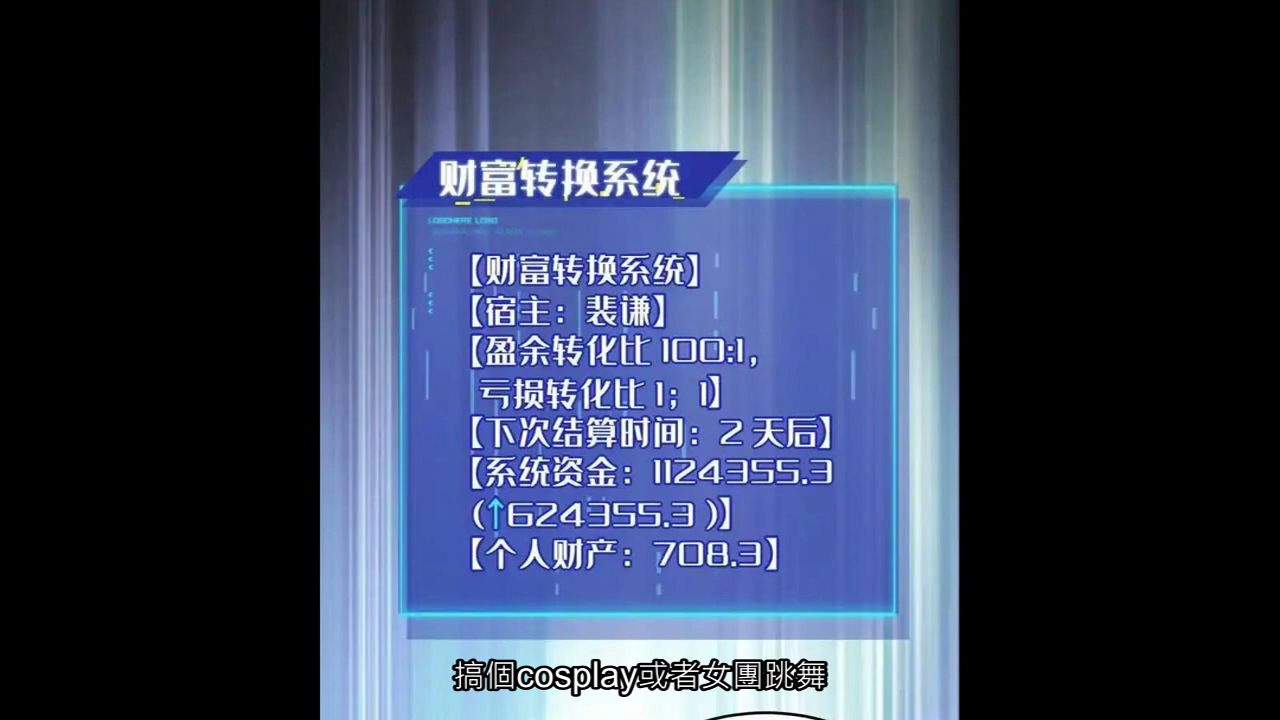 财富转换系统
【财富转换系统】
【宿主：裴谦】
【盈余转化比 100:1，
亏损转化比 1；1】
【下次结算时间：2 天后】
【系统资金：1124355.3
(↑624355.3 )】
【个人财产：708.3】
搞個cosplay或者女團跳舞